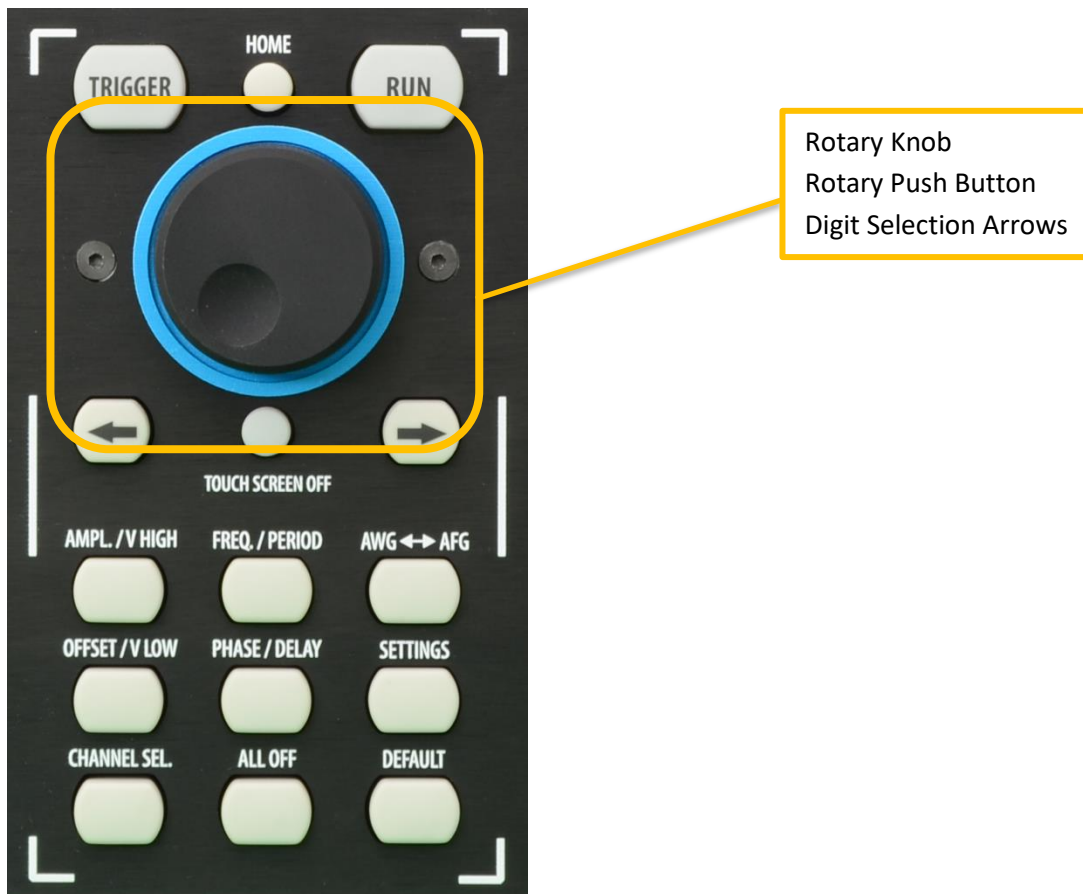 HOME
TRIGGER
RUN
Rotary Knob
Rotary Push Button
Digit Selection Arrows
TOUCH SCREEN OFF
AMPL. / V HIGH
FREQ. / PERIOD
AWG ↔ AFG
OFFSET / V LOW
PHASE / DELAY
SETTINGS
CHANNEL SEL.
ALL OFF
DEFAULT